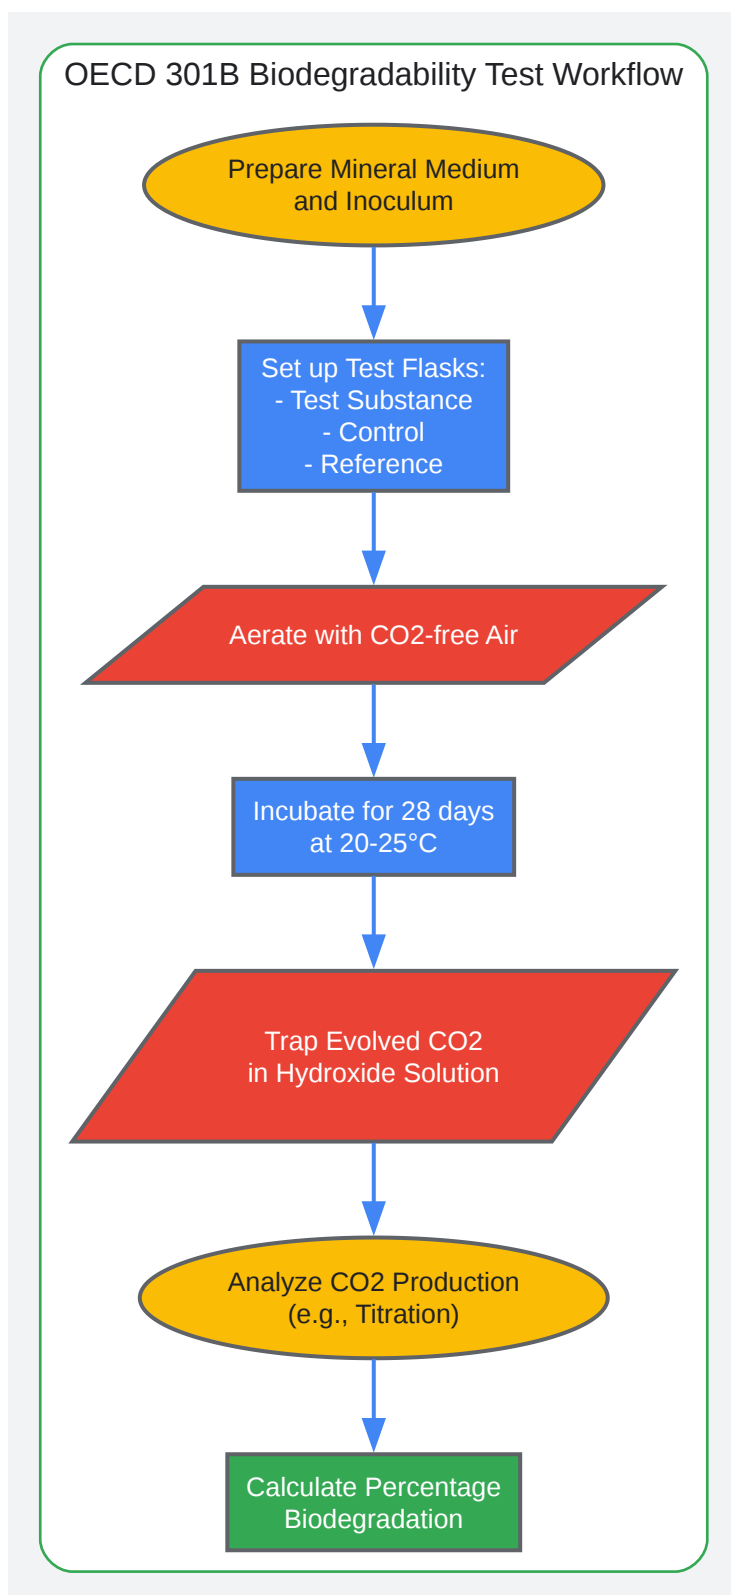 OECD 301B Biodegradability Test Workflow
Prepare Mineral Medium
and Inoculum
Set up Test Flasks:
- Test Substance
- Control
- Reference
Aerate with CO2-free Air
Incubate for 28 days
at 20-25°C
Trap Evolved CO2
in Hydroxide Solution
Analyze CO2 Production
(e.g., Titration)
Calculate Percentage
Biodegradation